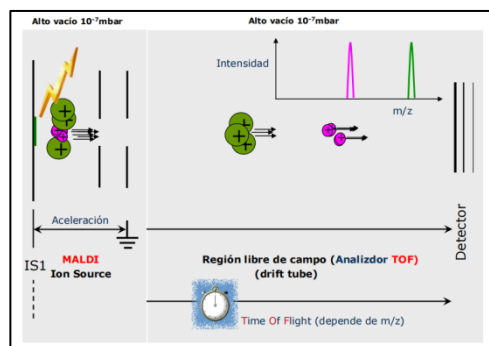 Alto vacío 10⁻⁷mbar
Alto vacío 10⁻⁷mbar
Intensidad
m/z
+
+
+
+
+
+
+
Aceleración
IS1
MALDI
Ion Source
Región libre de campo (Analizdor TOF)
(drift tube)
Detector
Time Of Flight (depende de m/z)